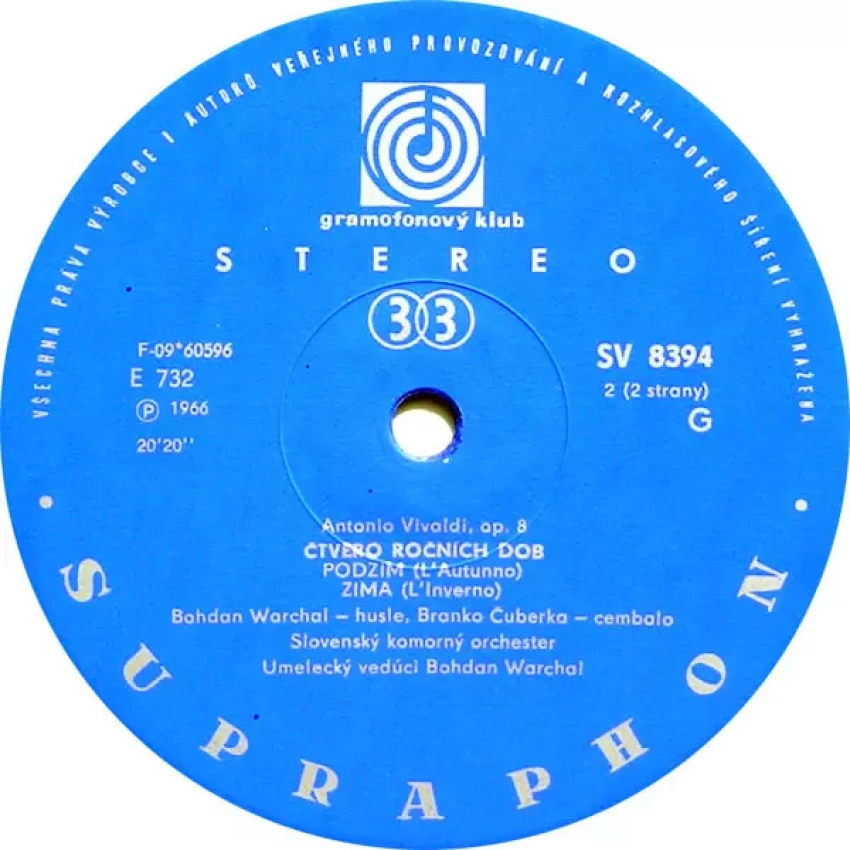 VŠECHNA PRÁVA VÝROBCE I AUTORŮ VEŘEJNÉHO PROVOZOVÁNÍ A ROZHLASOVÉHO ŠÍŘENÍ VYHRAŽENA
gramofonový klub
STEREO
33
F-09*60596
E 732
℗ 1966
20'20''
SV 8394
2 (2 strany)
G
Antonio Vivaldi, op. 8
ČTVERO ROČNÍCH DOB
PODZIM (L'Autunno)
ZIMA (L'Inverno)
Bohdan Warchal – husle, Branko Čuberka – cembalo
Slovenský komorný orchester
Umelecký vedúci Bohdan Warchal
• SUPRAPHON •